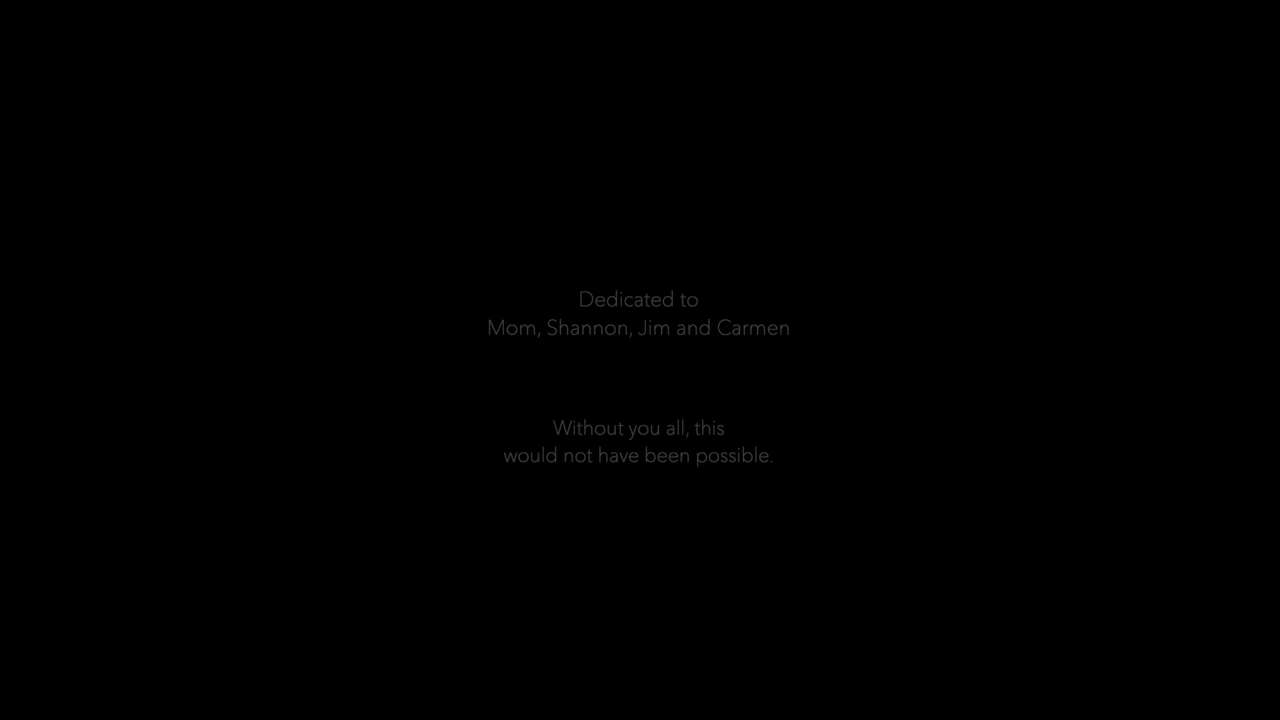 Dedicated to
Mom, Shannon, Jim and Carmen
Without you all, this
would not have been possible.